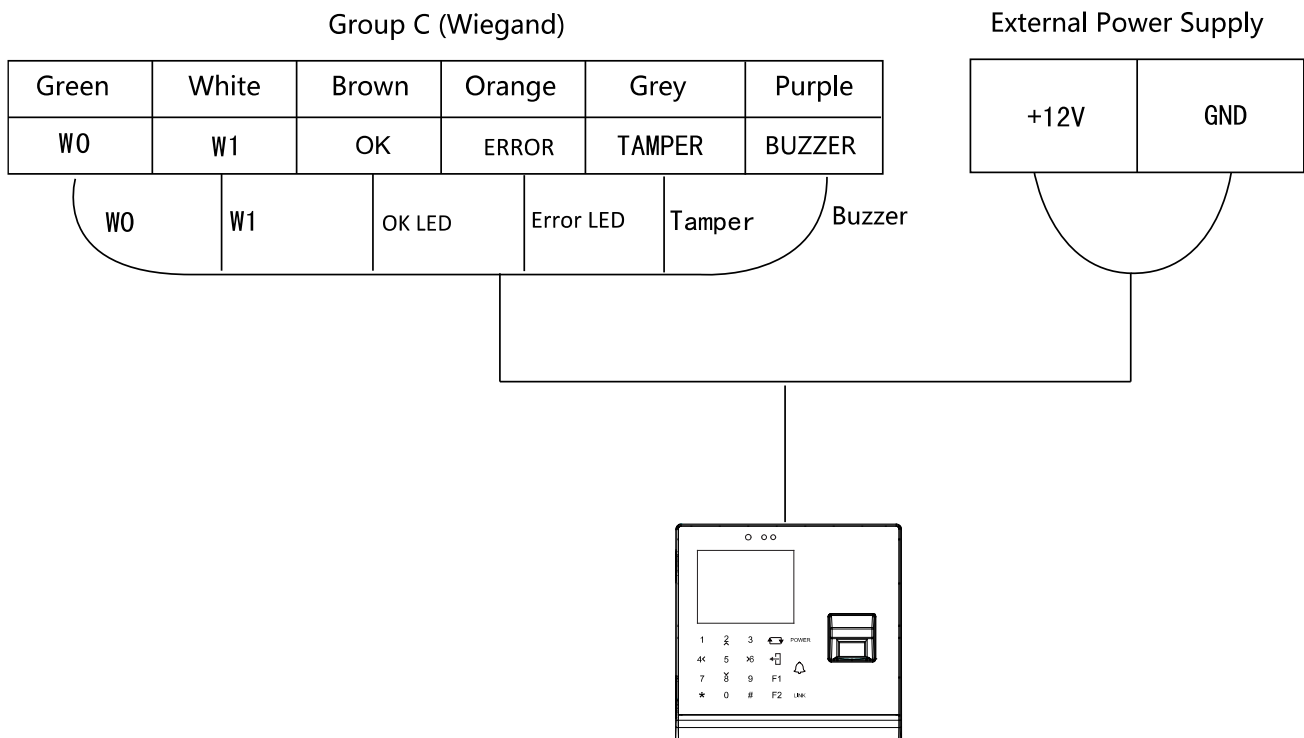 Group C (Wiegand)
External Power Supply
Green White Brown Orange Grey Purple
W0 W1 OK ERROR TAMPER BUZZER
+12V GND
W0 W1 OK LED Error LED Tamper Buzzer
1 2 3 POWER
4 5 6
7 8 9 F1
* 0 # F2 LINK